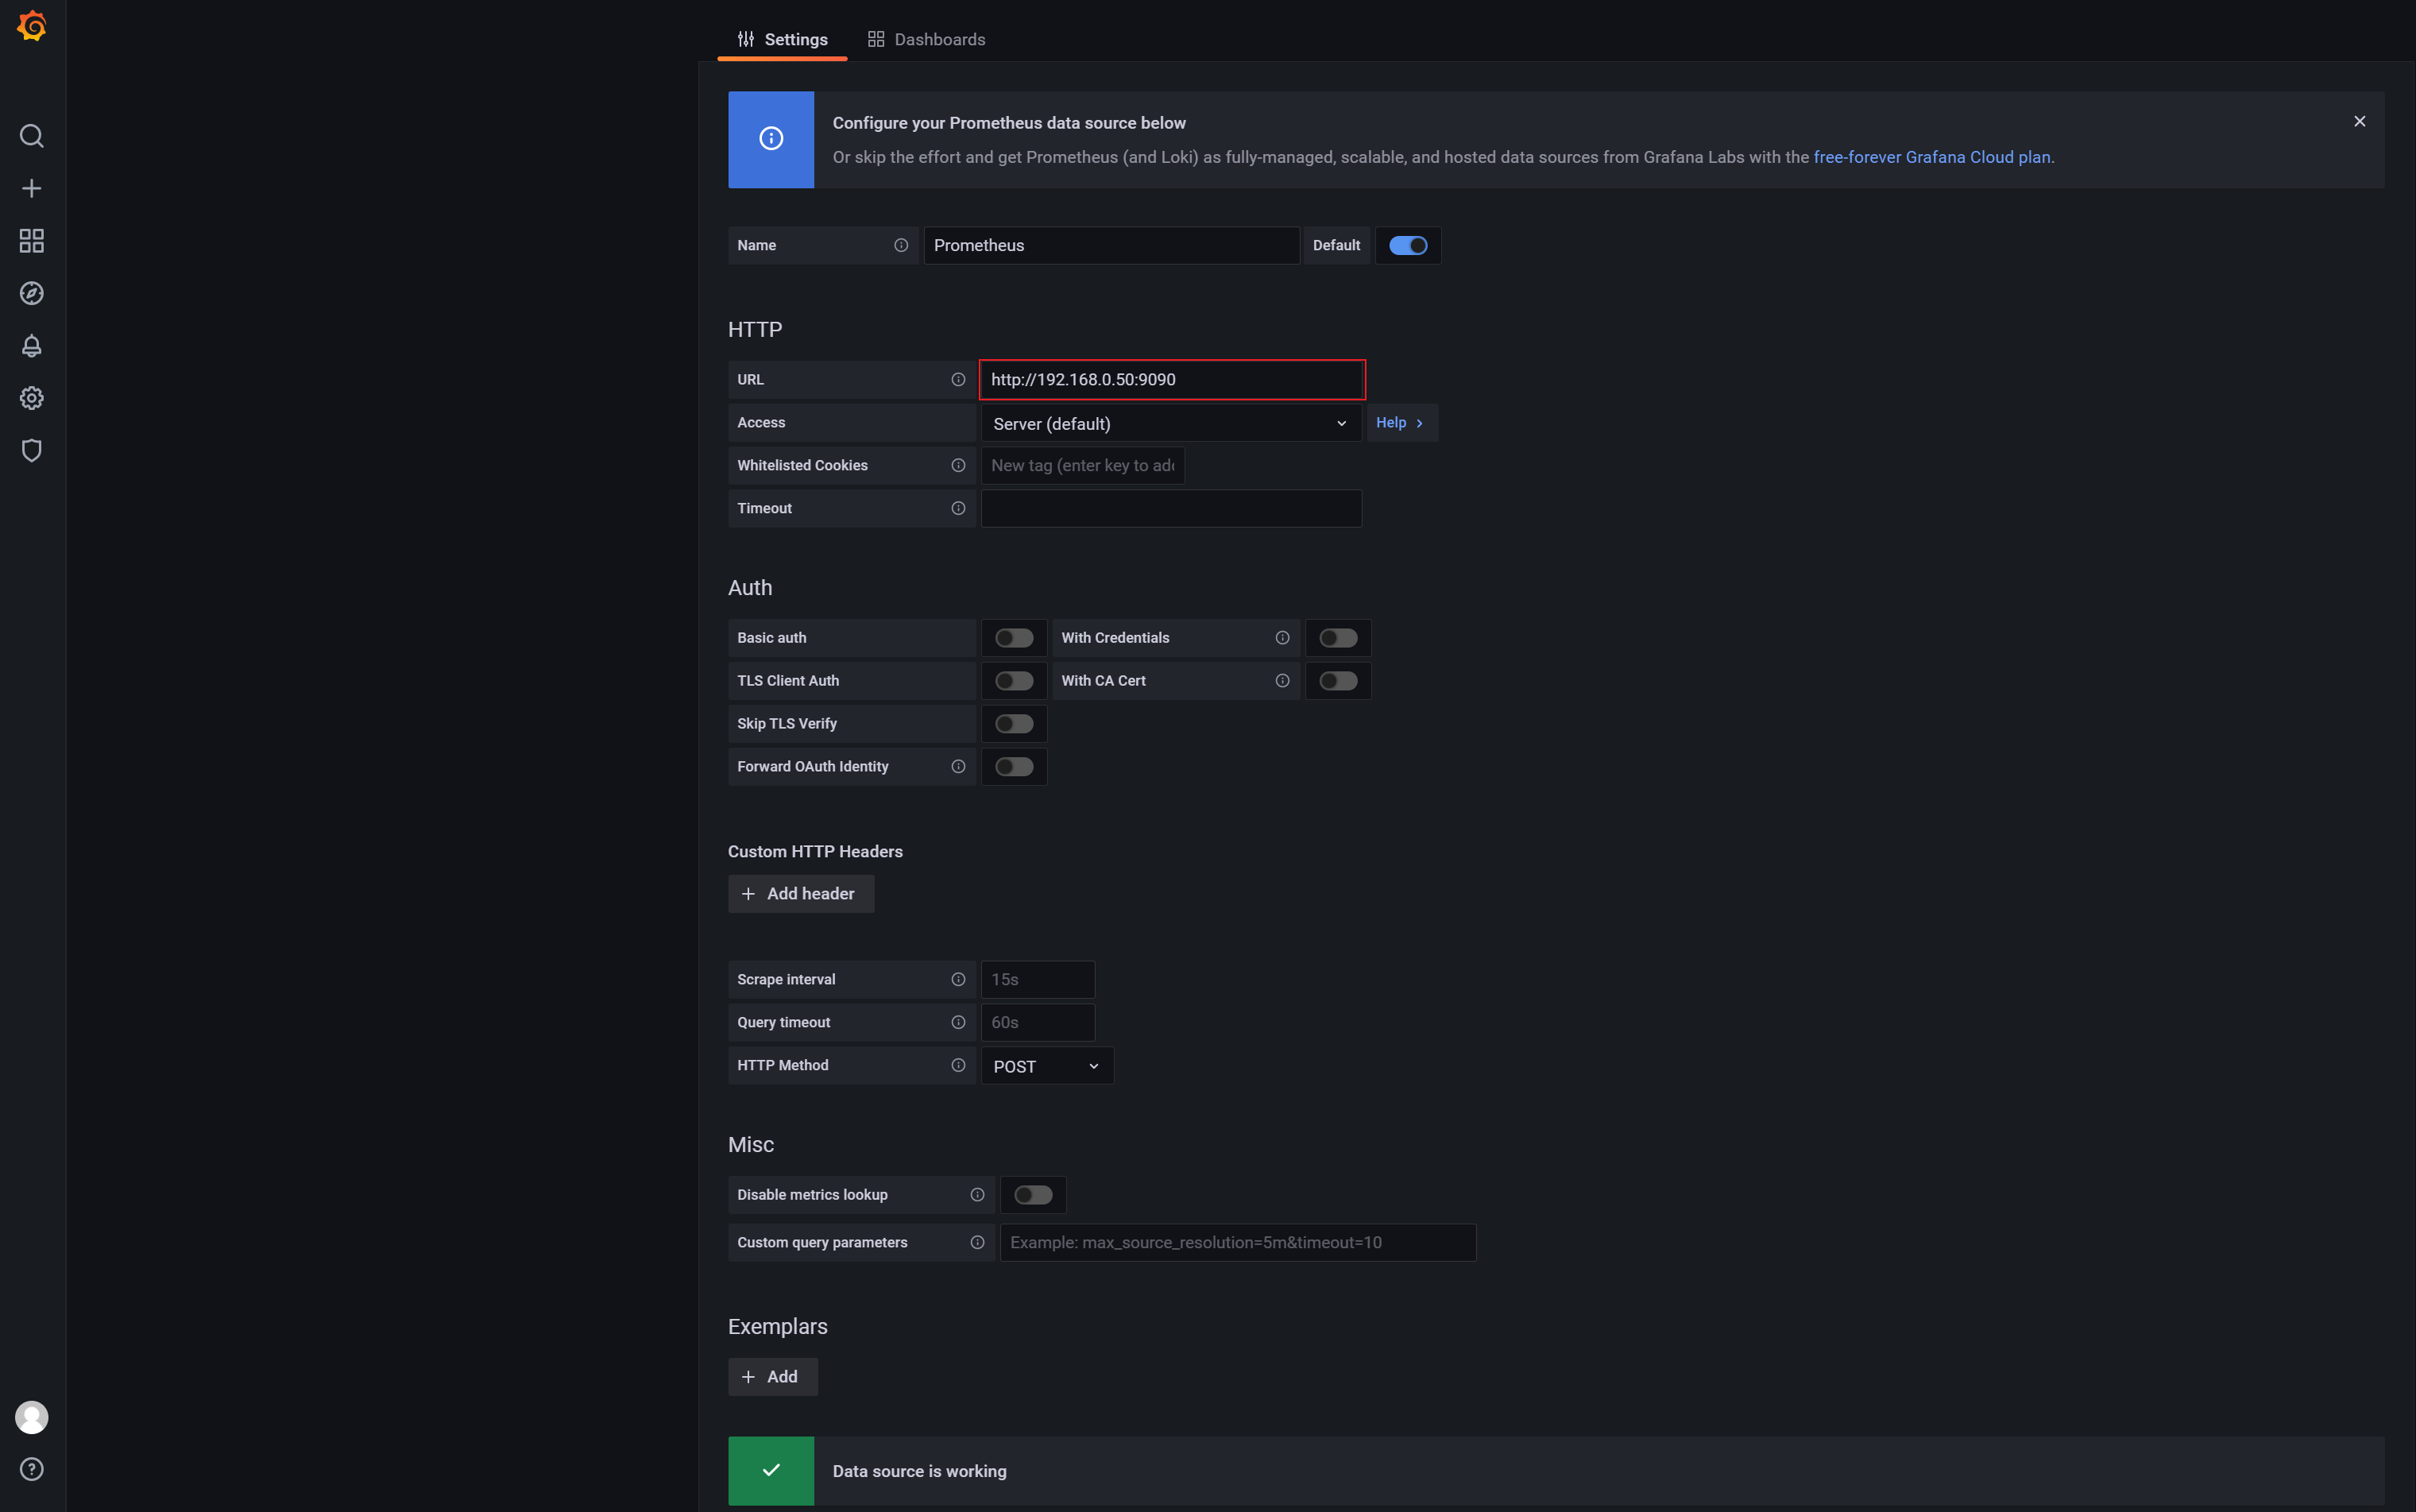 Settings Dashboards
Configure your Prometheus data source below
Or skip the effort and get Prometheus (and Loki) as fully-managed, scalable, and hosted data sources from Grafana Labs with the free-forever Grafana Cloud plan.
Name Prometheus Default
HTTP
URL http://192.168.0.50:9090
Access Server (default) Help
Whitelisted Cookies New tag (enter key to add
Timeout
Auth
Basic auth With Credentials
TLS Client Auth With CA Cert
Skip TLS Verify
Forward OAuth Identity
Custom HTTP Headers
Add header
Scrape interval 15s
Query timeout 60s
HTTP Method POST
Misc
Disable metrics lookup
Custom query parameters Example: max_source_resolution=5m&timeout=10
Exemplars
Add
Data source is working